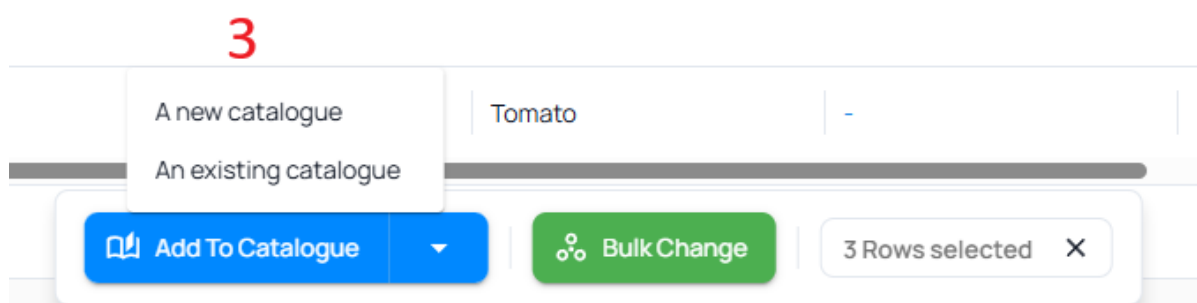 3
A new catalogue
Tomato
-
An existing catalogue
Add To Catalogue
Bulk Change
3 Rows selected